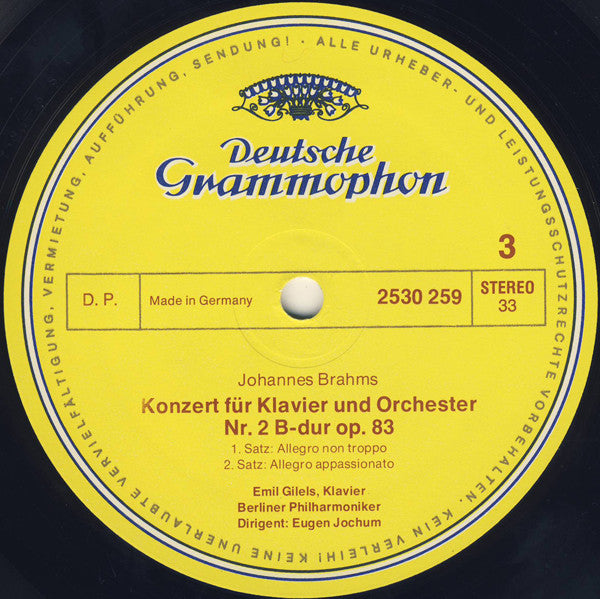 ALLE URHEBER- UND LEISTUNGSSCHUTZRECHTE VORBEHALTEN. KEIN VERLEIH! KEINE UNERLAUBTE VERVIELFÄLTIGUNG, VERMIETUNG, AUFFÜHRUNG, SENDUNG! ·
Deutsche
Grammophon
3
D. P.
Made in Germany
2530 259
STEREO
33
Johannes Brahms
Konzert für Klavier und Orchester
Nr. 2 B-dur op. 83
1. Satz: Allegro non troppo
2. Satz: Allegro appassionato
Emil Gilels, Klavier
Berliner Philharmoniker
Dirigent: Eugen Jochum